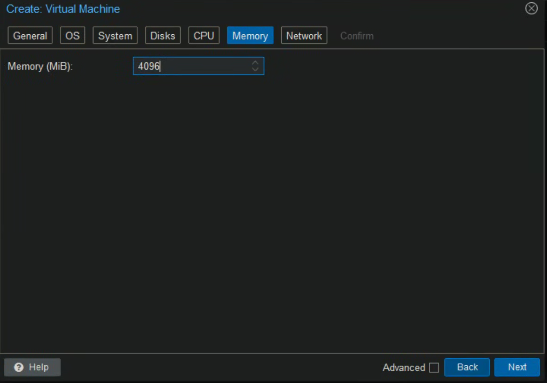 Create: Virtual Machine
General OS System Disks CPU Memory Network Confirm
Memory (MiB): 4096
Help Advanced Back Next